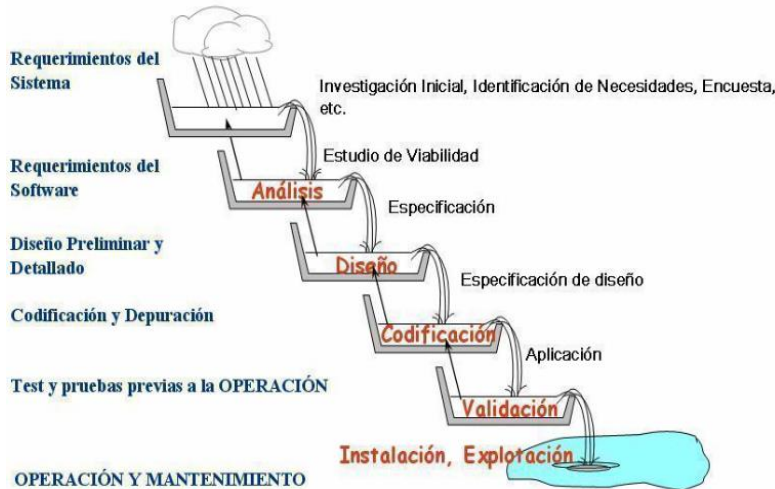 Requerimientos del
Sistema
Investigación Inicial, Identificación de Necesidades, Encuesta,
etc.
Estudio de Viabilidad
Requerimientos del
Software
Análisis
Especificación
Diseño Preliminar y
Detallado
Diseño
Especificación de diseño
Codificación y Depuración
Codificación
Aplicación
Test y pruebas previas a la OPERACIÓN
Validación
Instalación, Explotación
OPERACIÓN Y MANTENIMIENTO